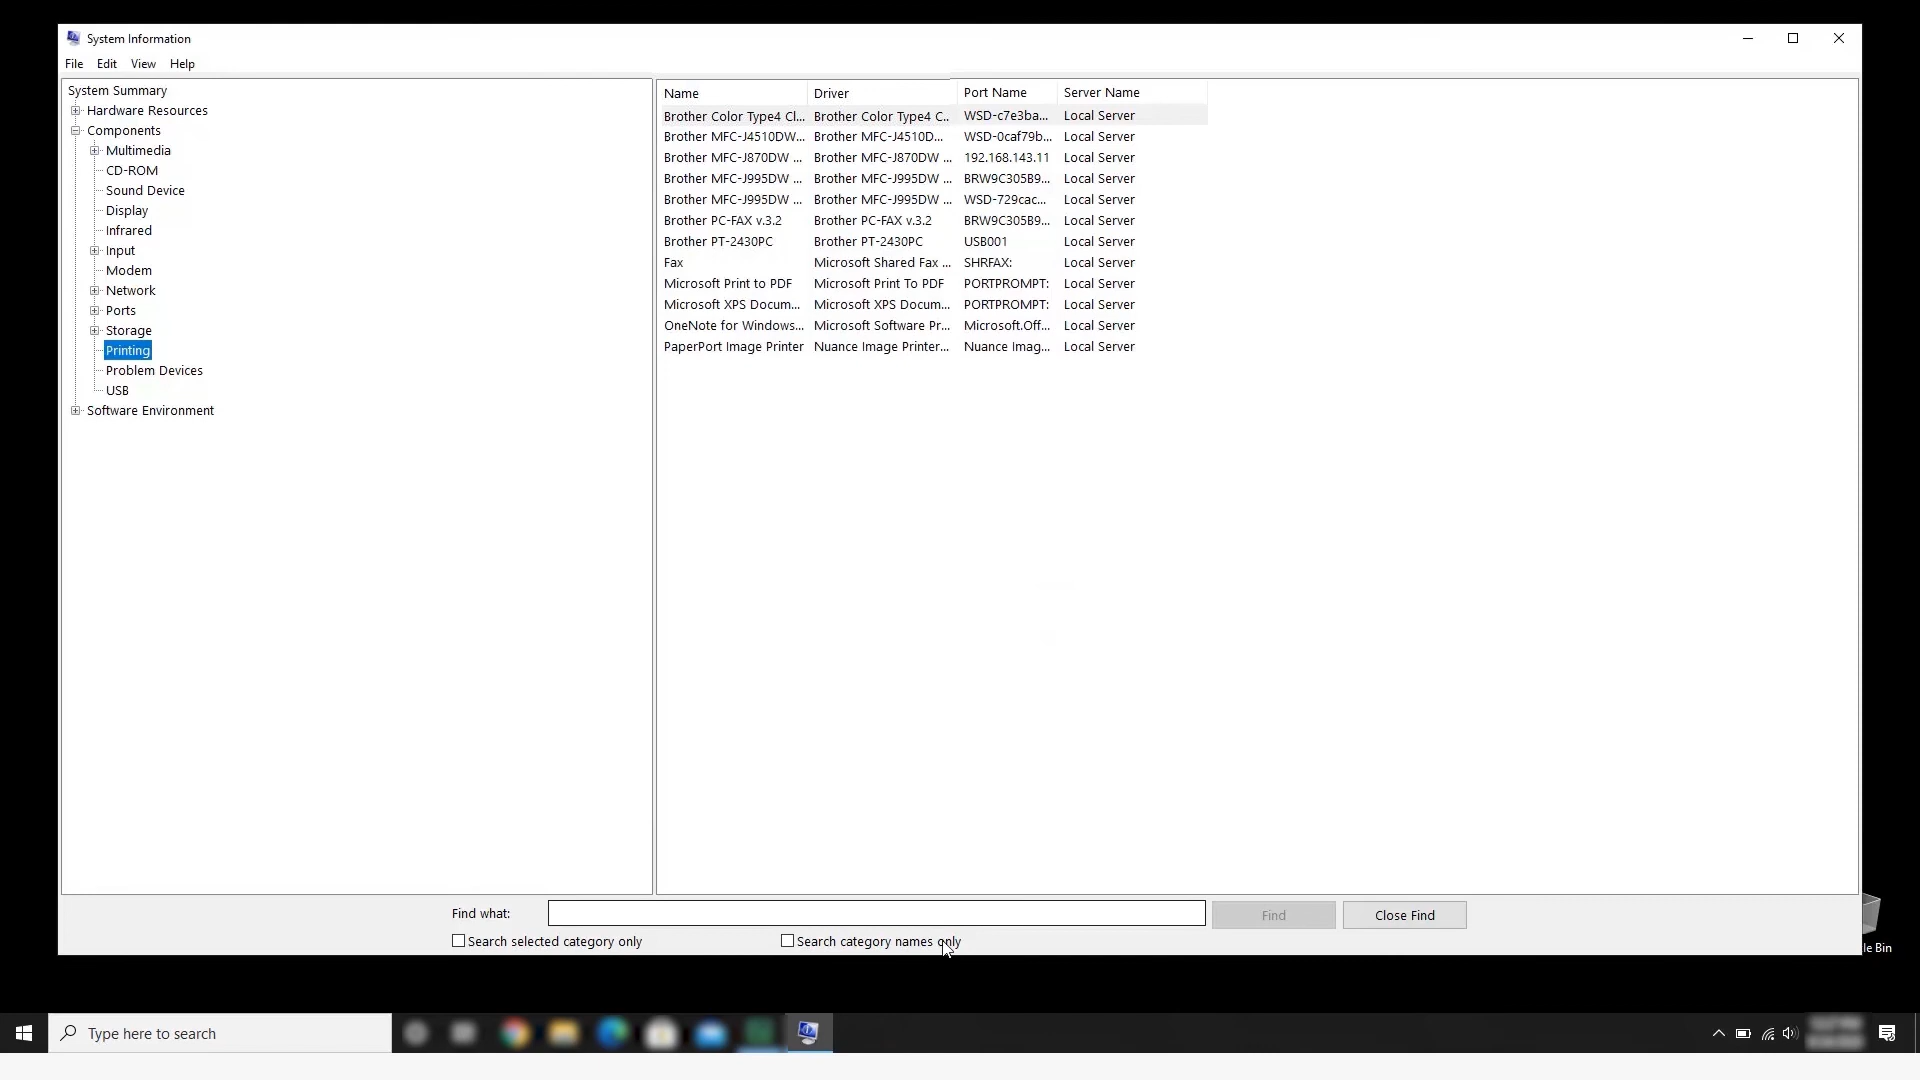 System Information
File Edit View Help
System Summary
Hardware Resources
Components
Multimedia
CD-ROM
Sound Device
Display
Infrared
Input
Modem
Network
Ports
Storage
Printing
Problem Devices
USB
Software Environment
Name Driver Port Name Server Name
Brother Color Type4 Cl... Brother Color Type4 C.. WSD-c7e3ba... Local Server
Brother MFC-J4510DW... Brother MFC-J4510D... WSD-0caf79b... Local Server
Brother MFC-J870DW ... Brother MFC-J870DW ... 192.168.143.11 Local Server
Brother MFC-J995DW ... Brother MFC-J995DW ... BRW9C305B9... Local Server
Brother MFC-J995DW ... Brother MFC-J995DW ... WSD-729cac... Local Server
Brother PC-FAX v.3.2 Brother PC-FAX v.3.2 BRW9C305B9... Local Server
Brother PT-2430PC Brother PT-2430PC USB001 Local Server
Fax Microsoft Shared Fax ... SHRFAX: Local Server
Microsoft Print to PDF Microsoft Print To PDF PORTPROMPT: Local Server
Microsoft XPS Docum... Microsoft XPS Docum... PORTPROMPT: Local Server
OneNote for Windows... Microsoft Software Pr... Microsoft.Off... Local Server
PaperPort Image Printer Nuance Image Printer... Nuance Imag... Local Server
Find what: Find Close Find
Search selected category only Search category names only
le Bin
Type here to search